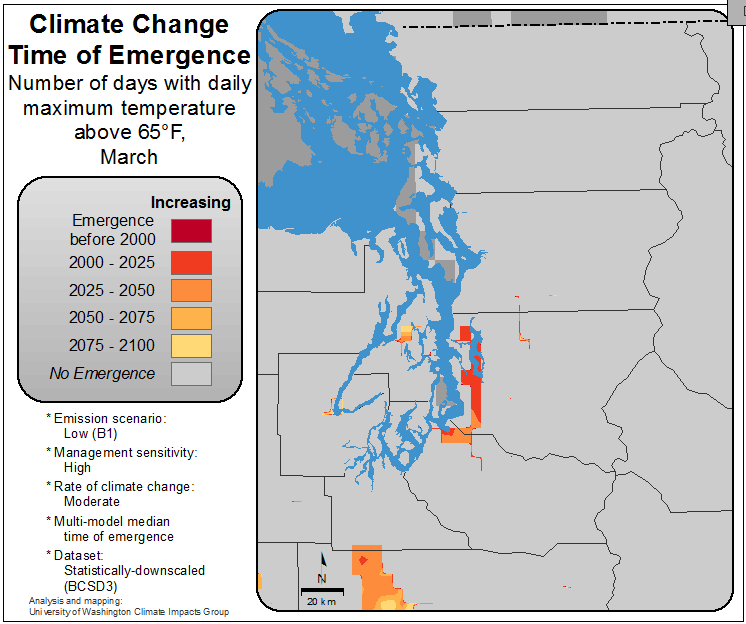 Climate Change
Time of Emergence
Number of days with daily
maximum temperature
above 65°F,
March
Increasing
Emergence
before 2000
2000 - 2025
2025 - 2050
2050 - 2075
2075 - 2100
No Emergence
* Emission scenario:
Low (B1)
* Management sensitivity:
High
* Rate of climate change:
Moderate
* Multi-model median
time of emergence
* Dataset:
Statistically-downscaled
(BCSD3)
Analysis and mapping:
University of Washington Climate Impacts Group
N
20 km